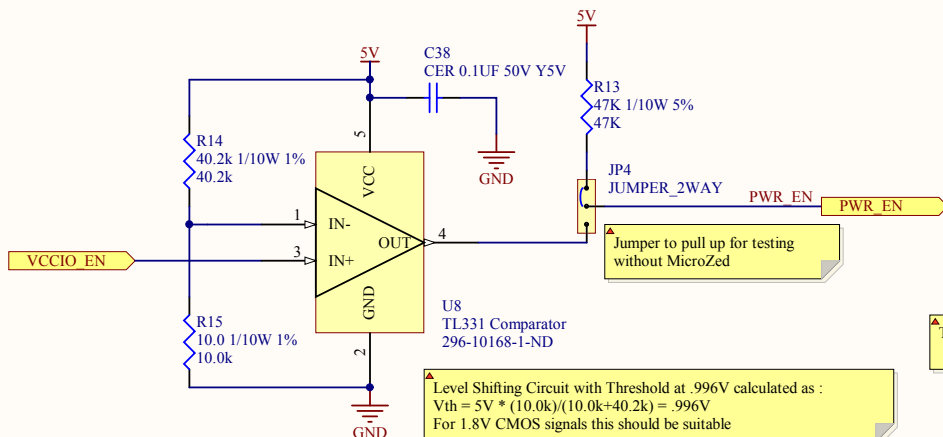 5V
C38
CER 0.1UF 50V Y5V
5V
R13
47K 1/10W 5%
47K
R14
40.2k 1/10W 1%
40.2k
5
VCC
GND
JP4
JUMPER_2WAY
PWR_EN
PWR_EN
1
IN-
OUT
4
3
IN+
VCCIO_EN
Jumper to pull up for testing
without MicroZed
GND
2
U8
TL331 Comparator
296-10168-1-ND
R15
10.0 1/10W 1%
10.0k
T
GND
Level Shifting Circuit with Threshold at .996V calculated as :
Vth = 5V * (10.0k)/(10.0k+40.2k) = .996V
For 1.8V CMOS signals this should be suitable